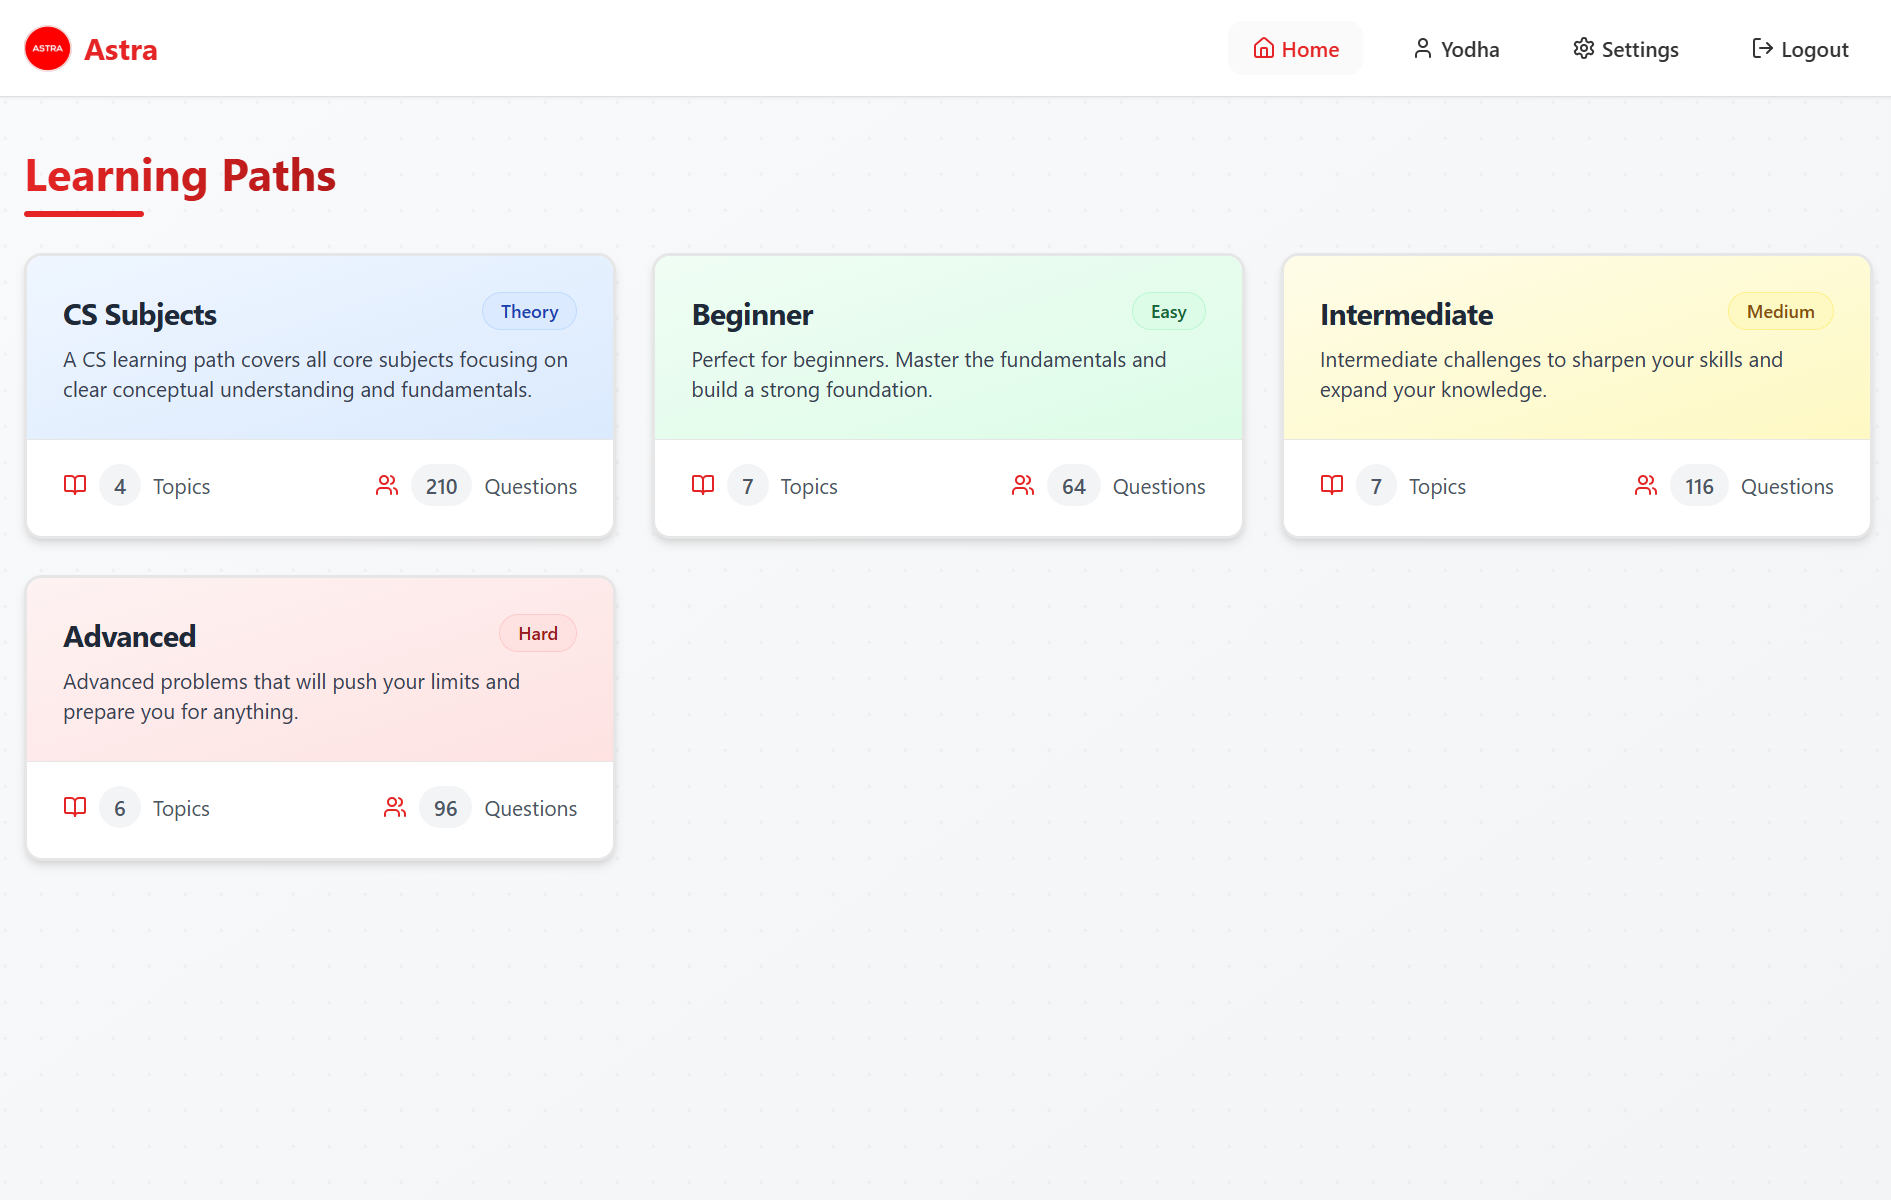 ASTRA
Astra
Home
Yodha
Settings
Logout
Learning Paths
CS Subjects
Theory
A CS learning path covers all core subjects focusing on
clear conceptual understanding and fundamentals.
4 Topics
210 Questions
Beginner
Easy
Perfect for beginners. Master the fundamentals and
build a strong foundation.
7 Topics
64 Questions
Intermediate
Medium
Intermediate challenges to sharpen your skills and
expand your knowledge.
7 Topics
116 Questions
Advanced
Hard
Advanced problems that will push your limits and
prepare you for anything.
6 Topics
96 Questions